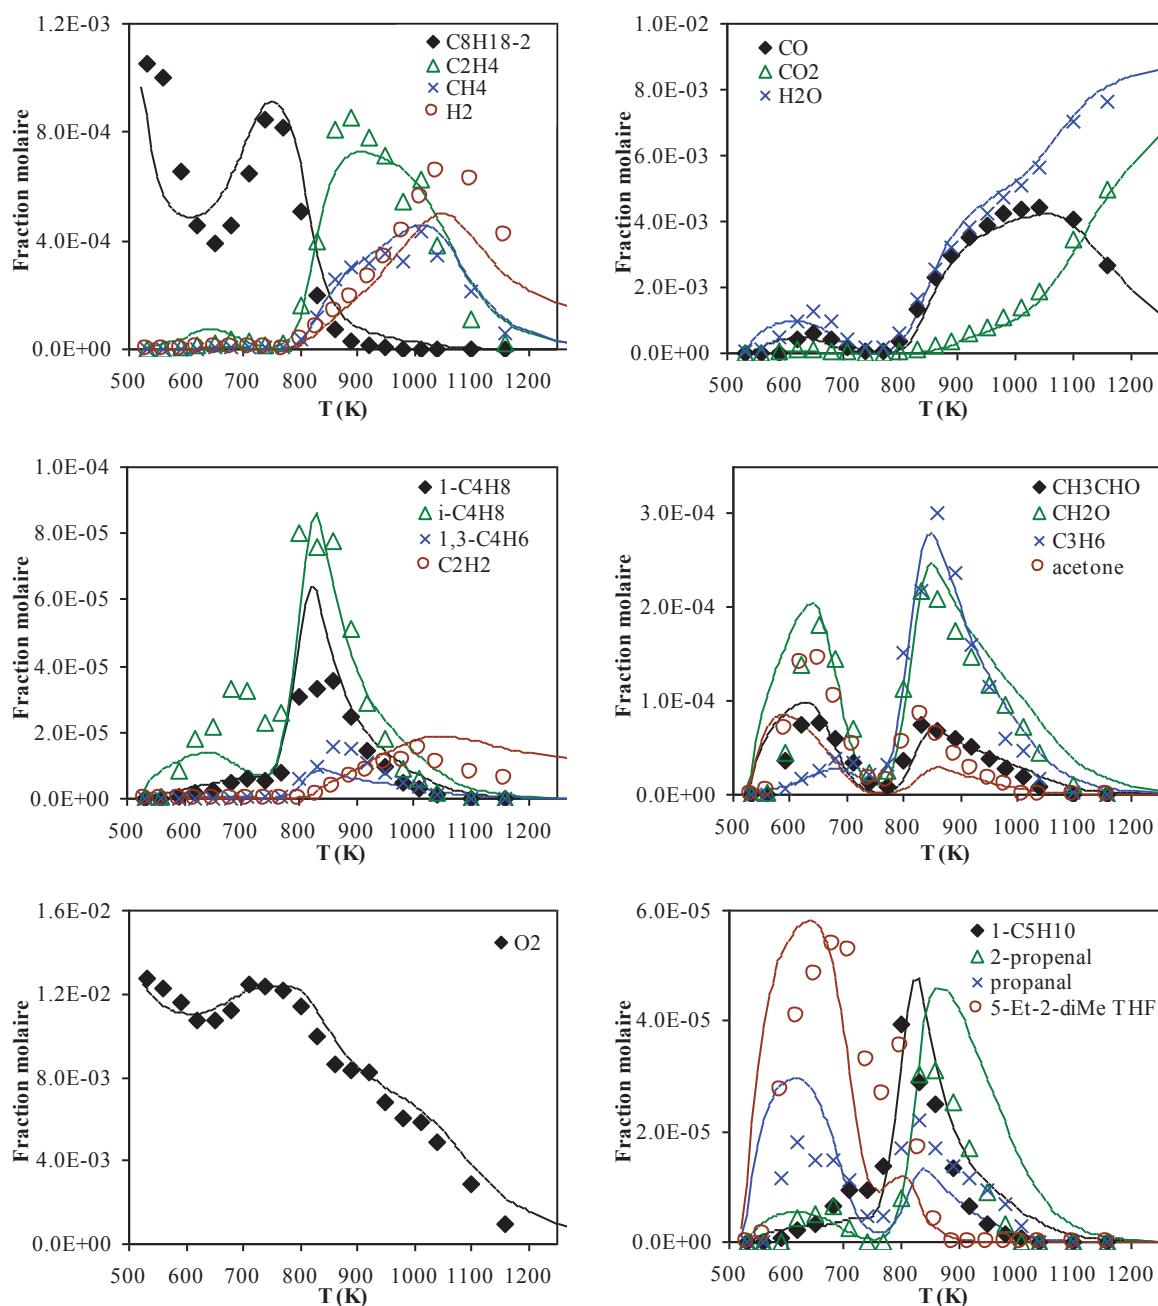 1.2E-03
8.0E-04
4.0E-04
0.0E+00
Fraction molaire
C8H18-2
C2H4
CH4
H2
500 600 700 800 900 1000 1100 1200
T (K)
1.0E-02
8.0E-03
6.0E-03
4.0E-03
2.0E-03
0.0E+00
Fraction molaire
CO
CO2
H2O
500 600 700 800 900 1000 1100 1200
T (K)
1.0E-04
8.0E-05
6.0E-05
4.0E-05
2.0E-05
0.0E+00
Fraction molaire
1-C4H8
i-C4H8
1,3-C4H6
C2H2
500 600 700 800 900 1000 1100 1200
T (K)
3.0E-04
2.0E-04
1.0E-04
0.0E+00
Fraction molaire
CH3CHO
CH2O
C3H6
acetone
500 600 700 800 900 1000 1100 1200
T (K)
1.6E-02
1.2E-02
8.0E-03
4.0E-03
0.0E+00
Fraction molaire
O2
500 600 700 800 900 1000 1100 1200
T (K)
6.0E-05
4.0E-05
2.0E-05
0.0E+00
Fraction molaire
1-C5H10
2-propenal
propanal
5-Et-2-diMe THF
500 600 700 800 900 1000 1100 1200
T (K)